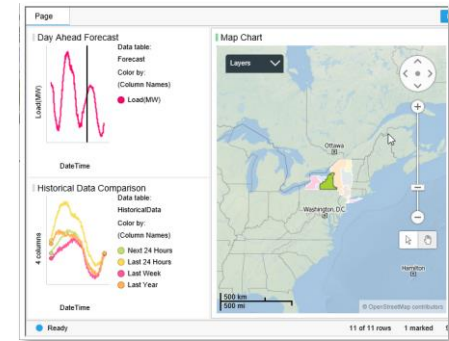 Page
Day Ahead Forecast
Data table:
Forecast
Color by:
(Column Names)
Load(MW)
Load(MW)
DateTime
Historical Data Comparison
Data table:
HistoricalData
Color by:
(Column Names)
Next 24 Hours
Last 24 Hours
Last Week
Last Year
4 columns
DateTime
Map Chart
Layers
Ottawa
Washington, D.C.
Hamilton
500 km
500 mi
© OpenStreetMap contributors
Ready
11 of 11 rows
1 marked